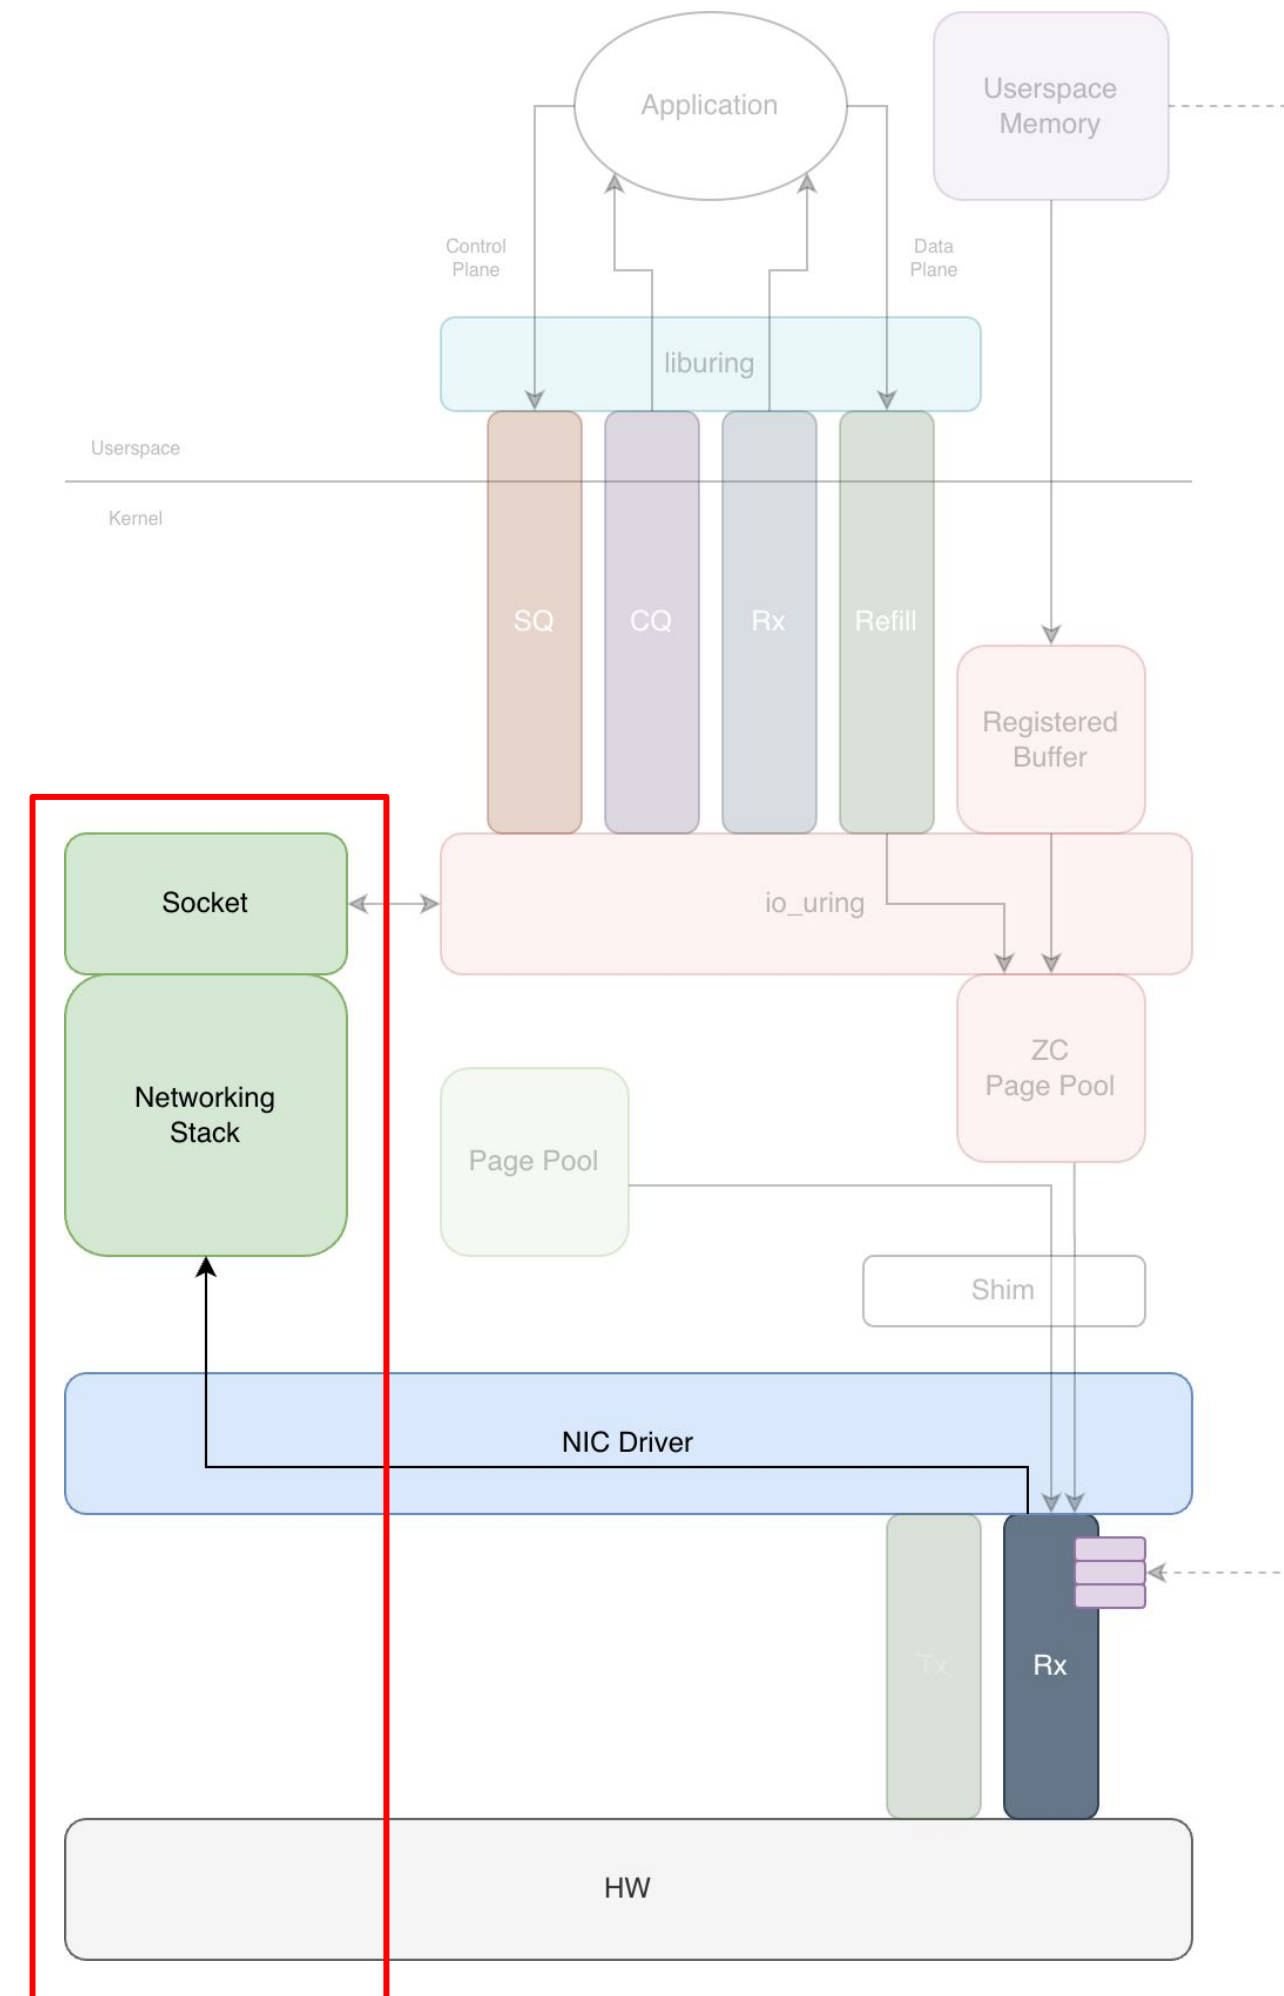 Application
Userspace
Memory
Control
Plane
Data
Plane
liburing
Userspace
Kernel
SQ
CQ
Rx
Refill
Registered
Buffer
Socket
io_uring
Networking
Stack
ZC
Page Pool
Page Pool
Shim
NIC Driver
Tx
Rx
HW